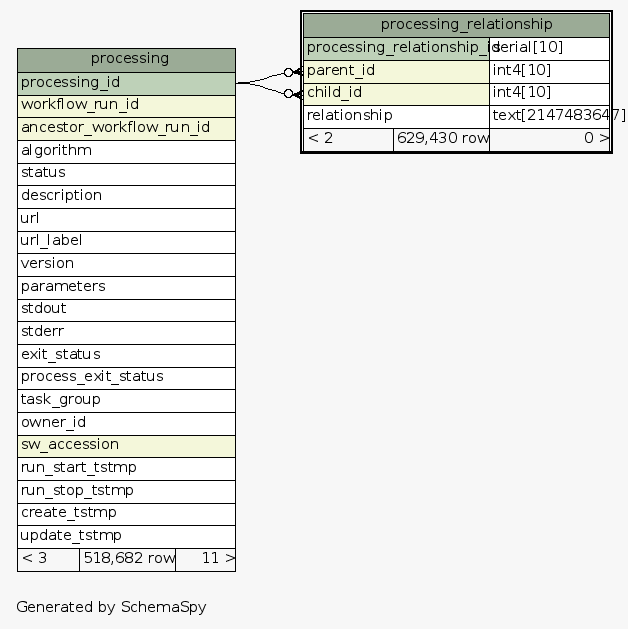 processing
processing_id
workflow_run_id
ancestor_workflow_run_id
algorithm
status
description
url
url_label
version
parameters
stdout
stderr
exit_status
process_exit_status
task_group
owner_id
sw_accession
run_start_tstmp
run_stop_tstmp
create_tstmp
update_tstmp
< 3 518,682 row 11 >
processing_relationship
processing_relationship_id serial[10]
parent_id int4[10]
child_id int4[10]
relationship text[2147483647]
< 2 629,430 row 0 >
Generated by SchemaSpy